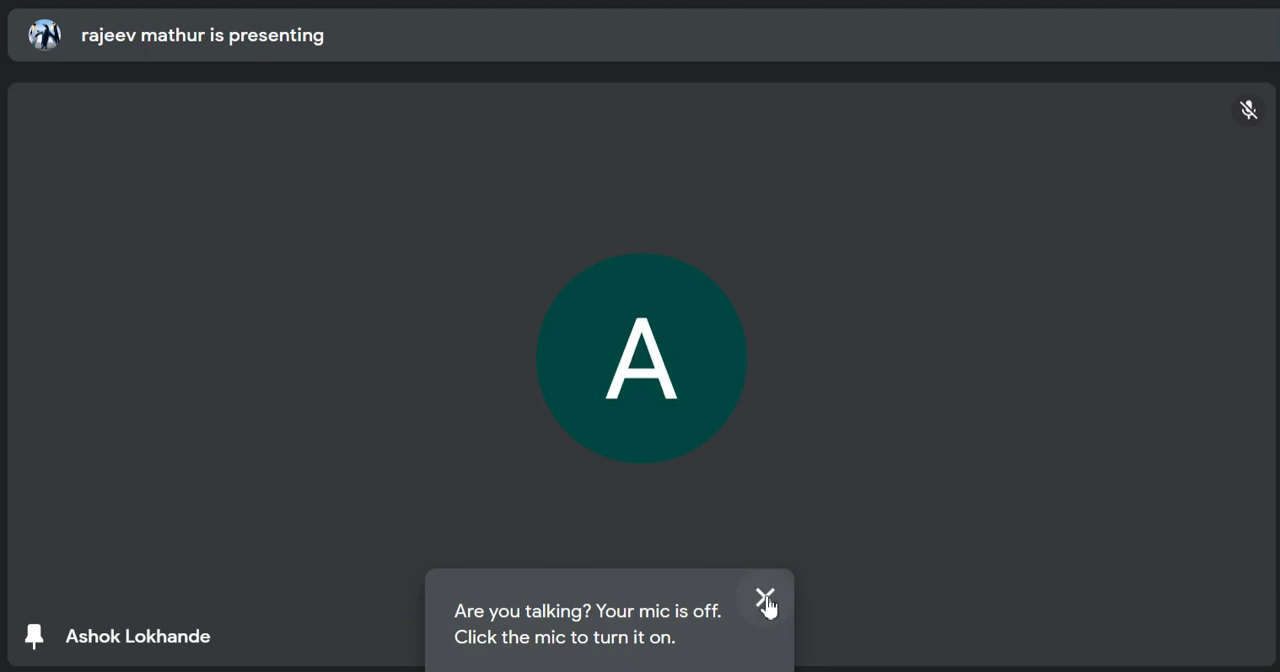 rajeev mathur is presenting
A
Are you talking? Your mic is off.
Click the mic to turn it on.
Ashok Lokhande